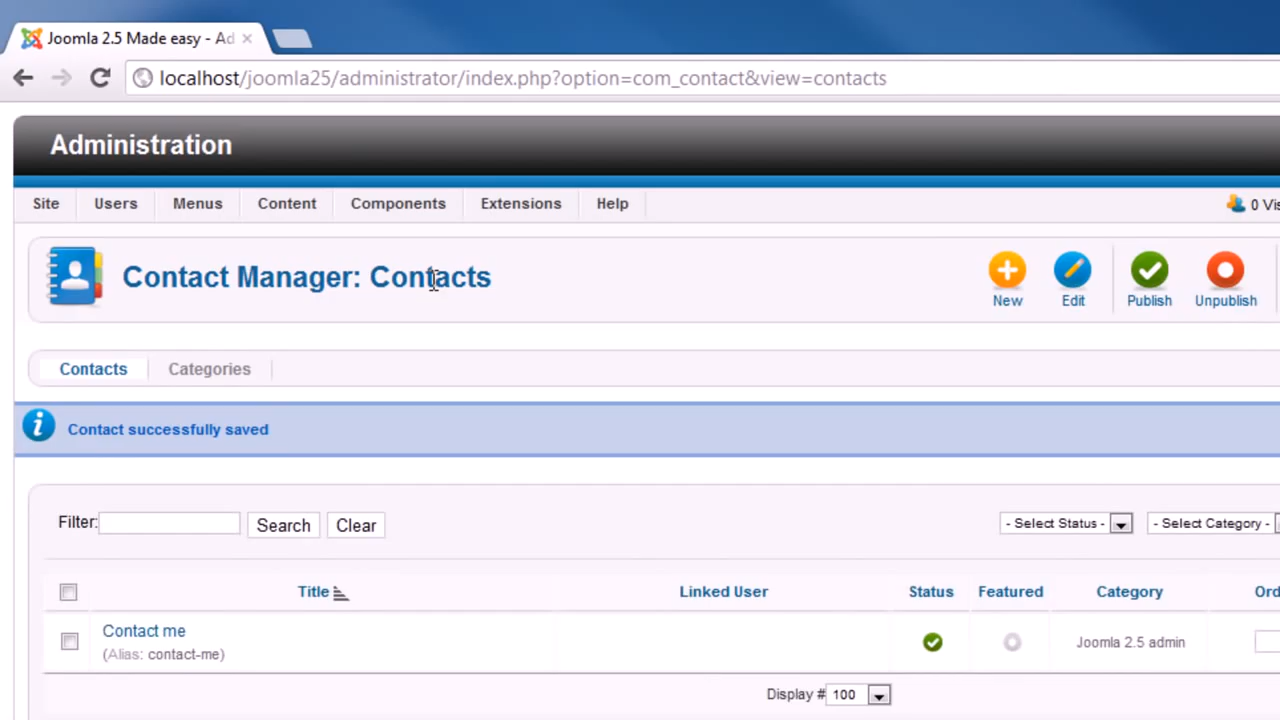 Joomla 2.5 Made easy - Ad
localhost/joomla25/administrator/index.php?option=com_contact&view=contacts
Administration
Site Users Menus Content Components Extensions Help 0 Vis
Contact Manager: Contacts
New Edit Publish Unpublish
Contacts Categories
Contact successfully saved
Filter: Search Clear - Select Status - - Select Category -
Title Linked User Status Featured Category Ord
Contact me
(Alias: contact-me)
Joomla 2.5 admin
Display # 100